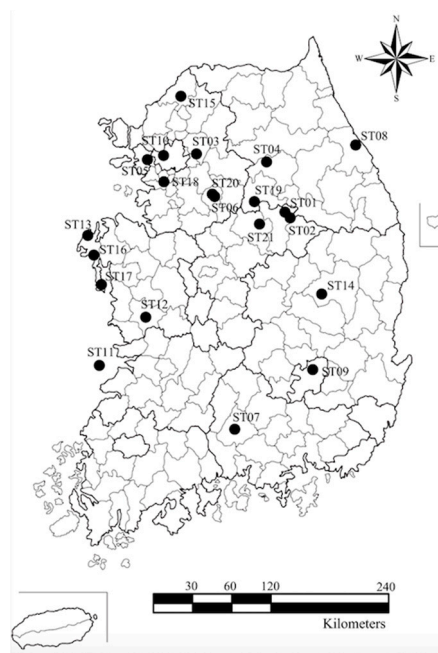 N
W E
S
ST15
ST08
ST10 ST03
ST04
ST05
ST18
ST20
ST19
ST01
ST06
ST02
ST13
ST21
ST16
ST17
ST14
ST12
ST11
ST09
ST07
30 60 120 240
Kilometers